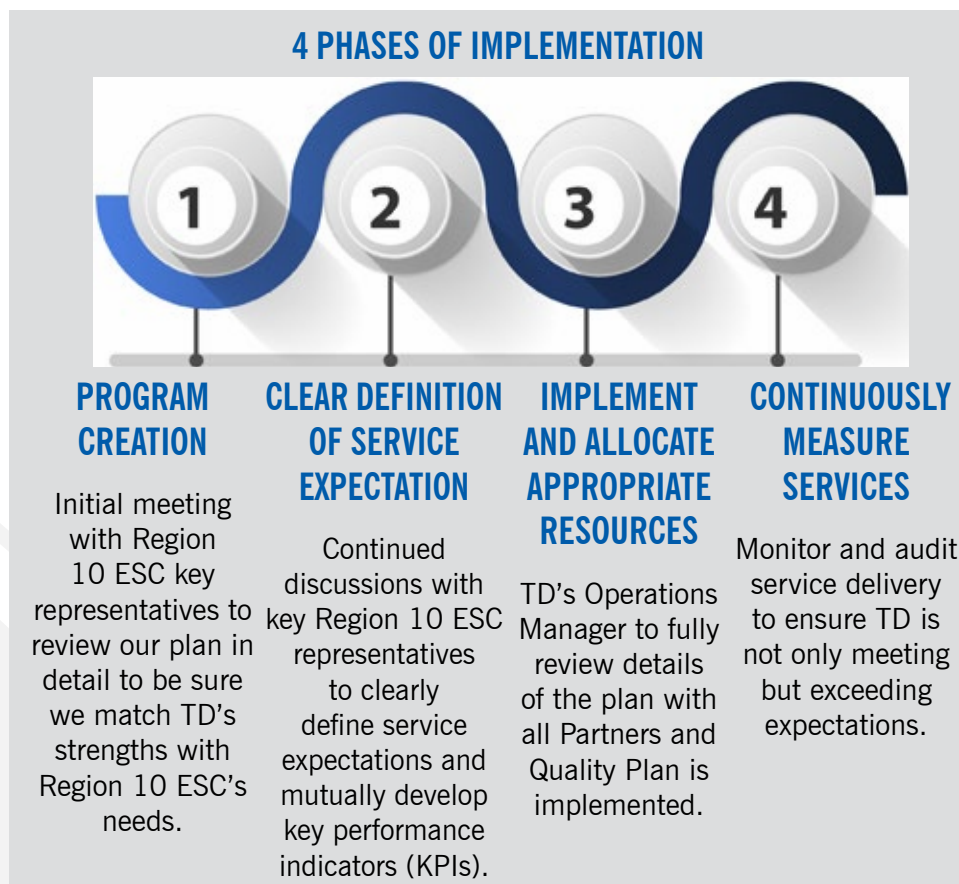 4 PHASES OF IMPLEMENTATION
1
2
3
4
PROGRAM
CREATION
Initial meeting
with Region
10 ESC key
representatives to
review our plan in
detail to be sure
we match TD’s
strengths with
Region 10 ESC’s
needs.
CLEAR DEFINITION
OF SERVICE
EXPECTATION
Continued
discussions with
key Region 10 ESC
representatives
to clearly
define service
expectations and
mutually develop
key performance
indicators (KPIs).
IMPLEMENT
AND ALLOCATE
APPROPRIATE
RESOURCES
TD’s Operations
Manager to fully
review details
of the plan with
all Partners and
Quality Plan is
implemented.
CONTINUOUSLY
MEASURE
SERVICES
Monitor and audit
service delivery
to ensure TD is
not only meeting
but exceeding
expectations.